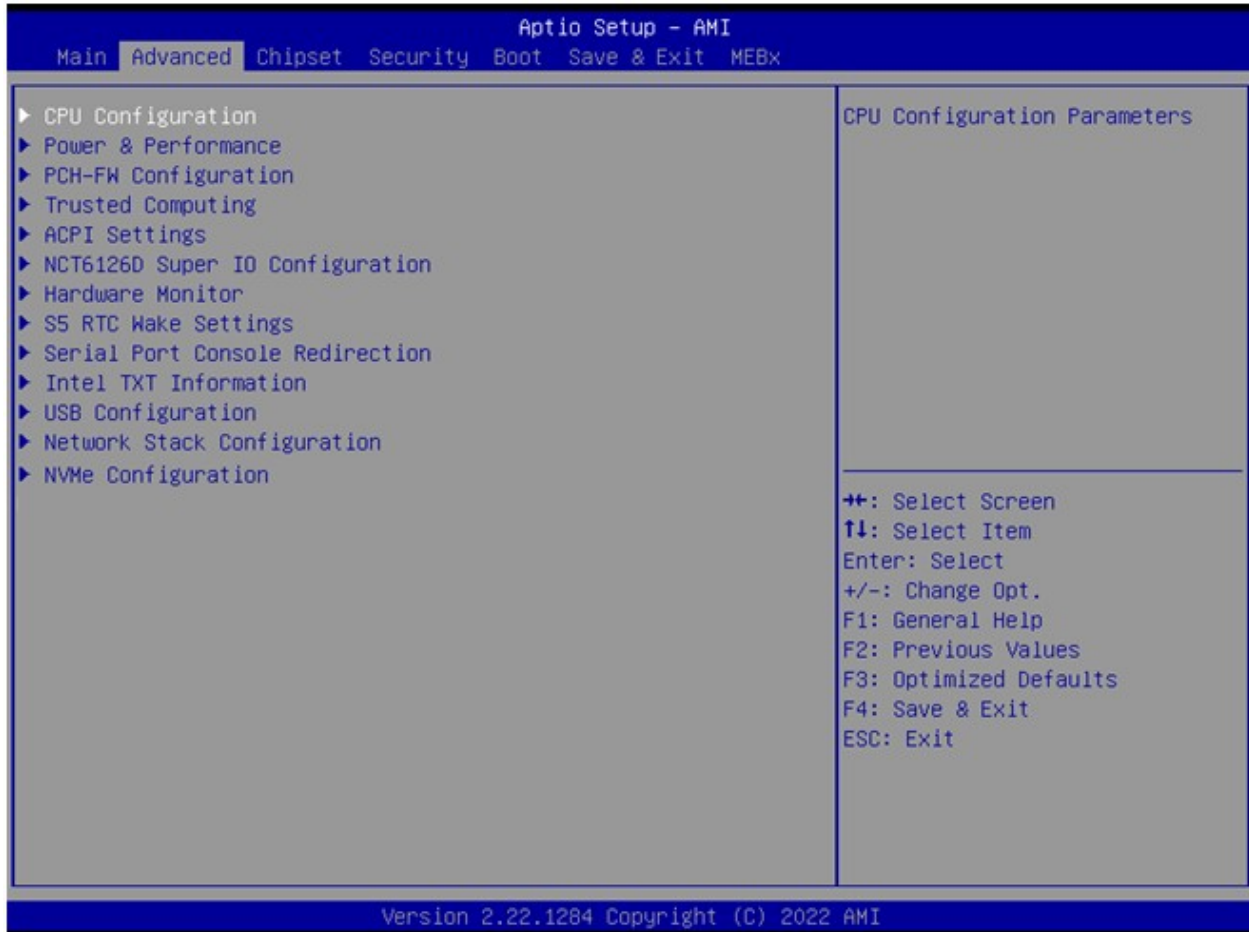 Aptio Setup – AMI
Main Advanced Chipset Security Boot Save & Exit MEBx
▶ CPU Configuration
▶ Power & Performance
▶ PCH-FW Configuration
▶ Trusted Computing
▶ ACPI Settings
▶ NCT6126D Super IO Configuration
▶ Hardware Monitor
▶ S5 RTC Wake Settings
▶ Serial Port Console Redirection
▶ Intel TXT Information
▶ USB Configuration
▶ Network Stack Configuration
▶ NVMe Configuration
CPU Configuration Parameters
→←: Select Screen
↑↓: Select Item
Enter: Select
+/-: Change Opt.
F1: General Help
F2: Previous Values
F3: Optimized Defaults
F4: Save & Exit
ESC: Exit
Version 2.22.1284 Copyright (C) 2022 AMI